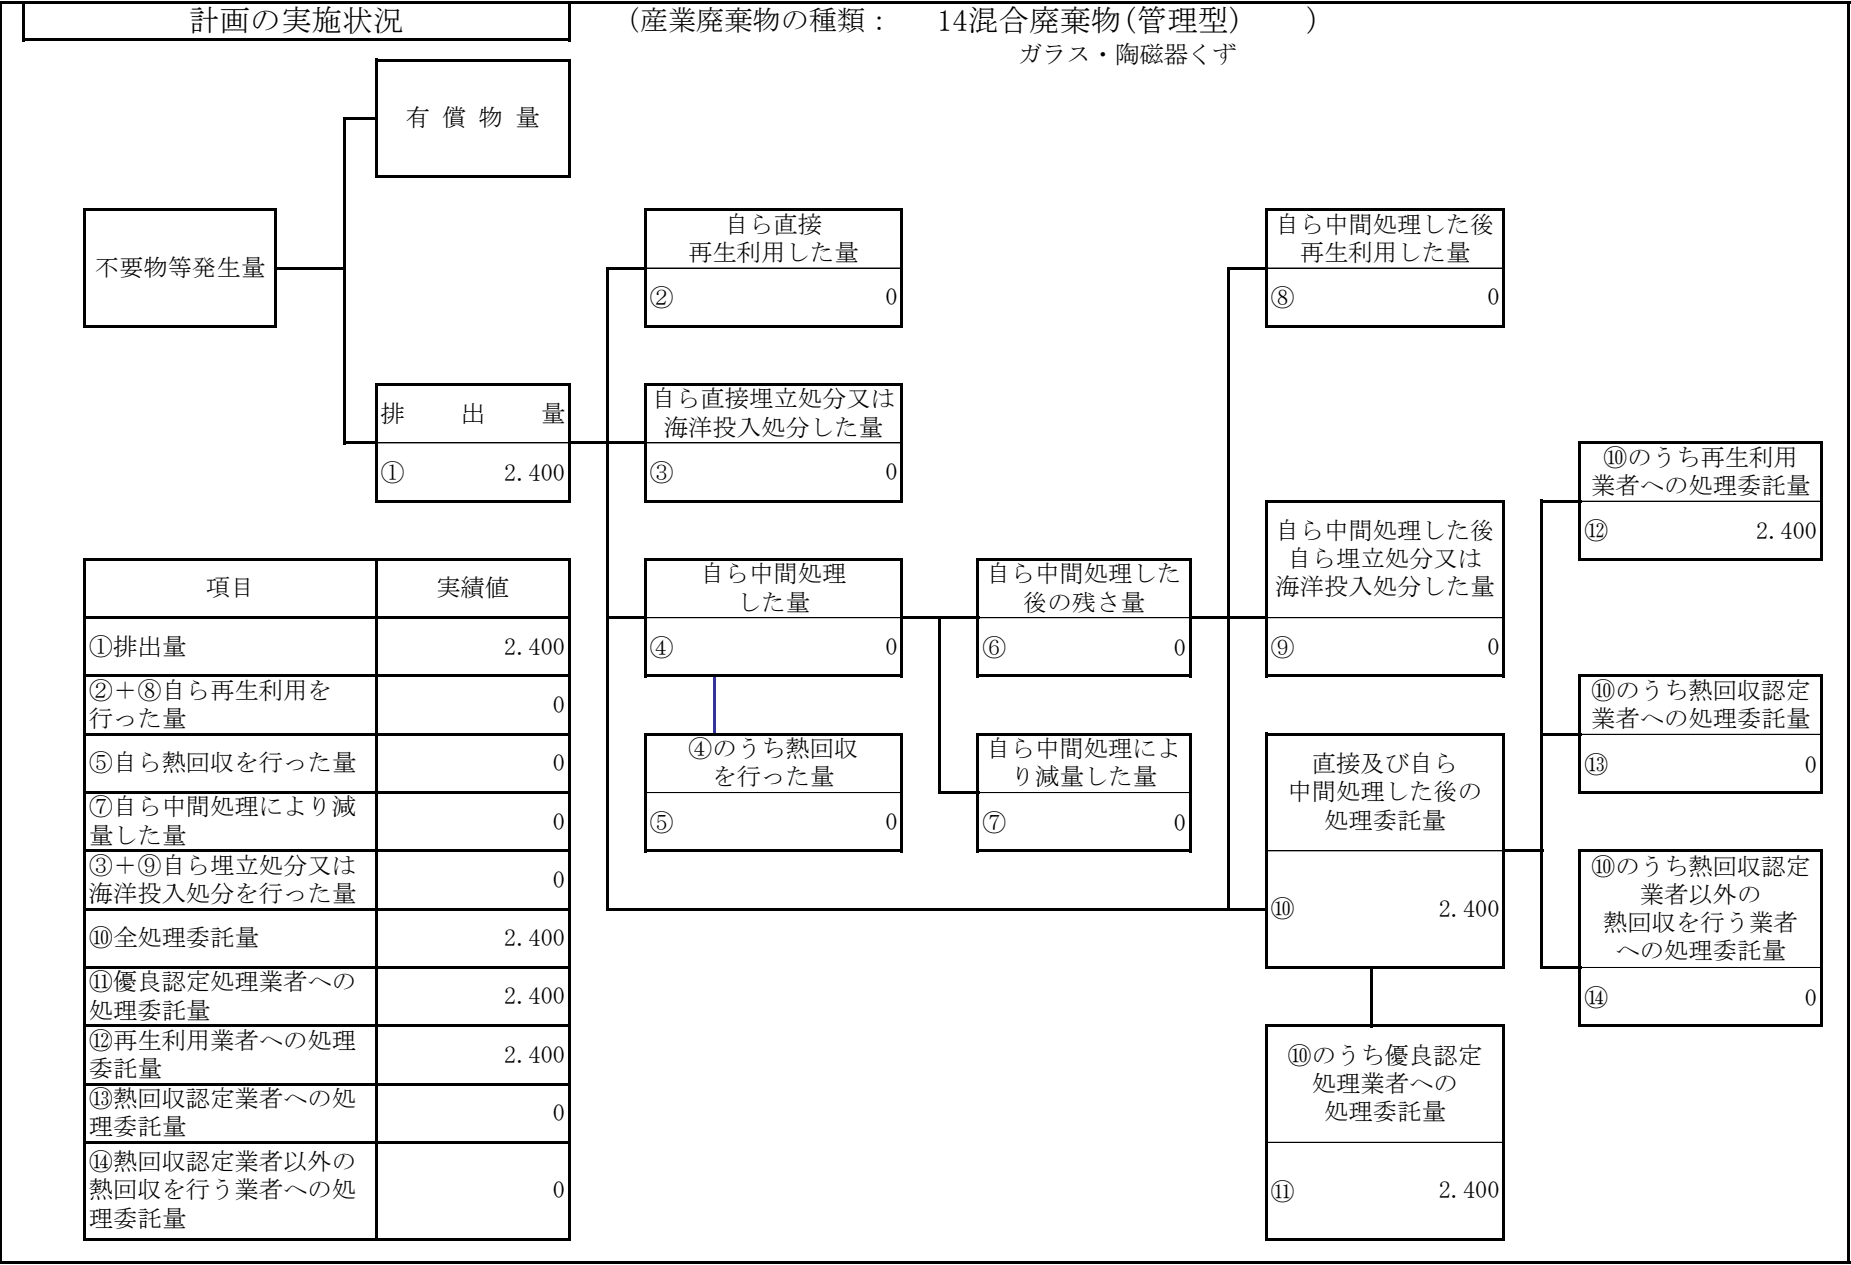 計画の実施状況
(産業廃棄物の種類： 14混合廃棄物(管理型) )
ガラス・陶磁器くず
有償物量
不要物等発生量
自ら直接
再生利用した量
② 0
自ら中間処理した後
再生利用した量
⑧ 0
排出量
① 2.400
自ら直接埋立処分又は
海洋投入処分した量
③ 0
⑩のうち再生利用
業者への処理委託量
⑫ 2.400
自ら中間処理した後
自ら埋立処分又は
海洋投入処分した量
⑨ 0
自ら中間処理
した量
④ 0
自ら中間処理した
後の残さ量
⑥ 0
⑩のうち熱回収認定
業者への処理委託量
⑬ 0
④のうち熱回収
を行った量
⑤ 0
自ら中間処理によ
り減量した量
⑦ 0
直接及び自ら
中間処理した後の
処理委託量
⑩ 2.400
⑩のうち熱回収認定
業者以外の
熱回収を行う業者
への処理委託量
⑭ 0
⑩のうち優良認定
処理業者への
処理委託量
⑪ 2.400
項目 実績値
①排出量 2.400
②＋⑧自ら再生利用を
行った量 0
⑤自ら熱回収を行った量 0
⑦自ら中間処理により減
量した量 0
③＋⑨自ら埋立処分又は
海洋投入処分を行った量 0
⑩全処理委託量 2.400
⑪優良認定処理業者への
処理委託量 2.400
⑫再生利用業者への処理
委託量 2.400
⑬熱回収認定業者への処
理委託量 0
⑭熱回収認定業者以外の
熱回収を行う業者への処
理委託量 0